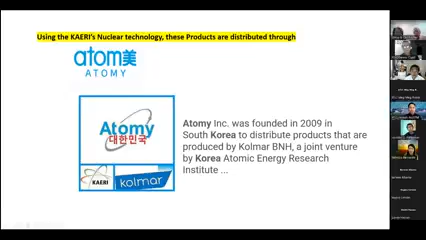 Using the KAERI's Nuclear technology, these Products are distributed through
atom美
ATOMY
Atomy
대한민국
KAERI
kolmar
Atomy Inc. was founded in 2009 in
South Korea to distribute products that are
produced by Kolmar BNH, a joint venture
by Korea Atomic Energy Research
Institute ...